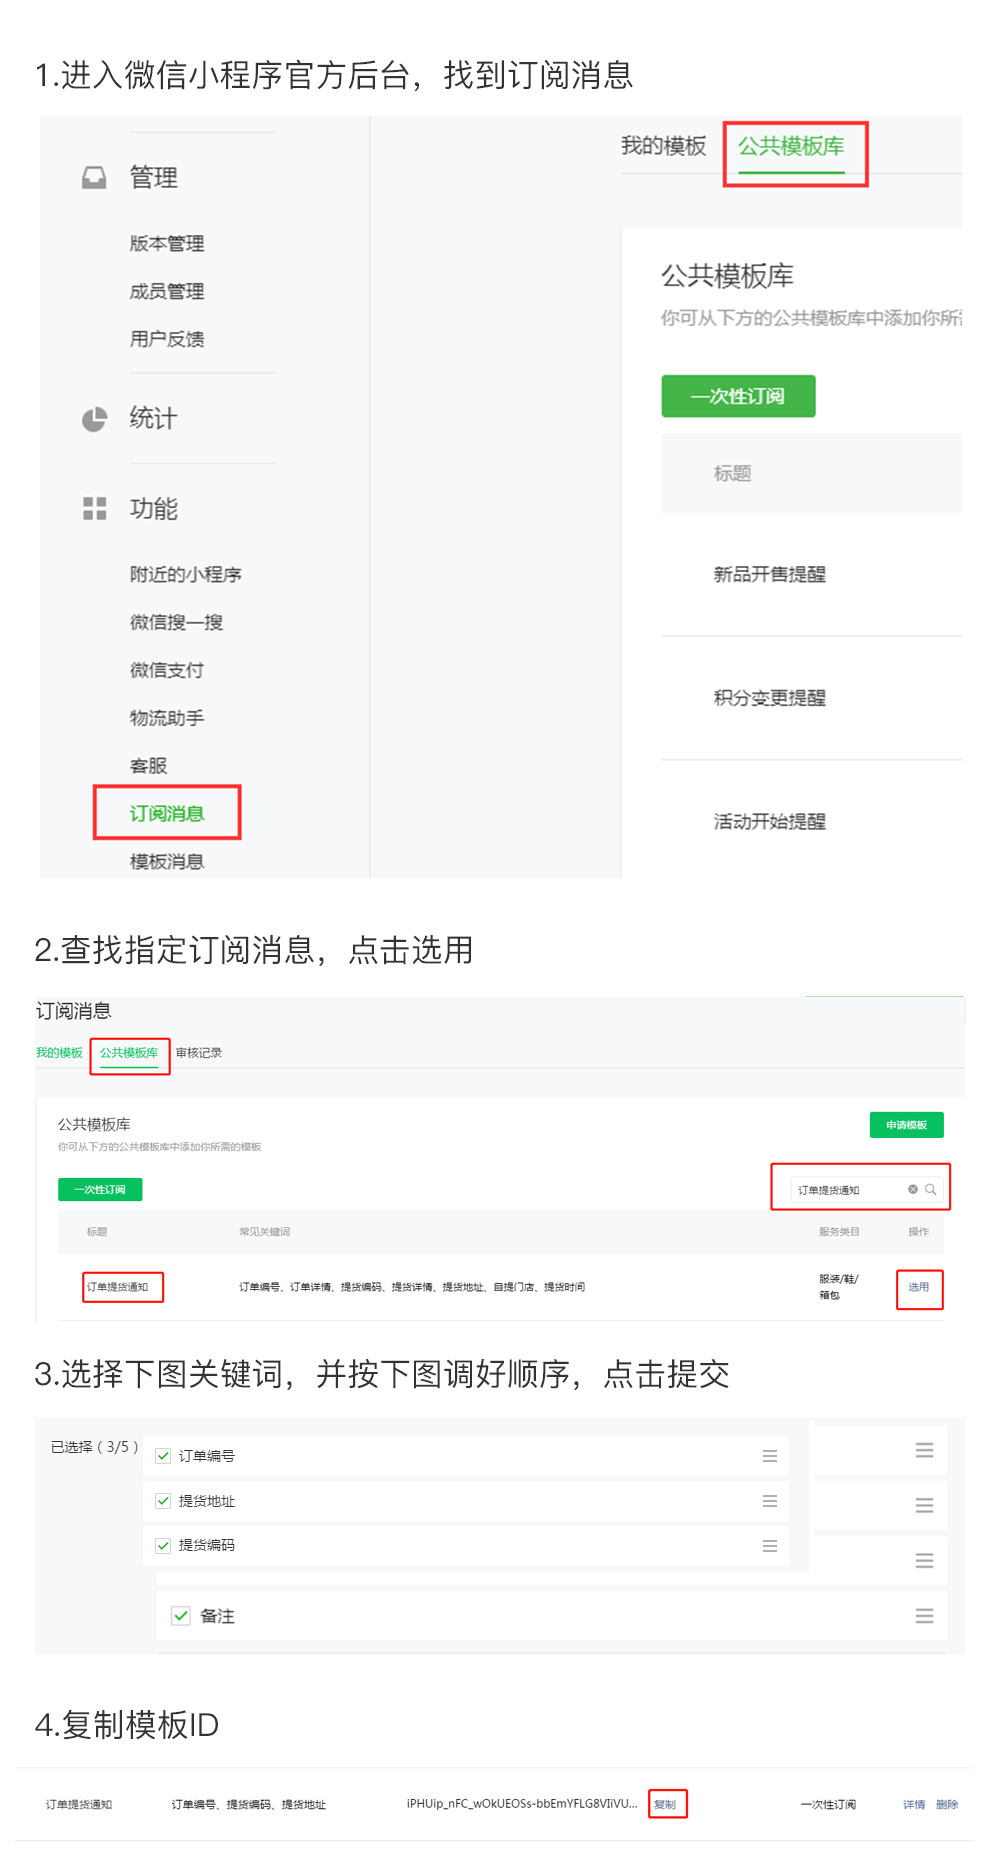 1.进入微信小程序官方后台，找到订阅消息
我的模板 公共模板库
管理
版本管理
成员管理
用户反馈
统计
功能
附近的小程序
微信搜一搜
微信支付
物流助手
客服
订阅消息
模板消息
公共模板库
你可从下方的公共模板库中添加你所
一次性订阅
标题
新品开售提醒
积分变更提醒
活动开始提醒
2.查找指定订阅消息，点击选用
订阅消息
我的模板 公共模板库 审核记录
公共模板库
申请模板
你可从下方的公共模板库中添加你所需的模板
一次性订阅
订单提货通知
标题 常见关键词 服务类目 操作
订单提货通知 订单编号、订单详情、提货编码、提货详情、提货地址、自提门店、提货时间 服装/鞋/ 选用
箱包
3.选择下图关键词，并按下图调好顺序，点击提交
已选择（3/5） 订单编号
提货地址
提货编码
备注
4.复制模板ID
订单提货通知 订单编号、提货编码、提货地址 iPHUip_nFC_wOkUEOSs-bbEmYFLG8VIiVU... 复制 一次性订阅 详情 删除